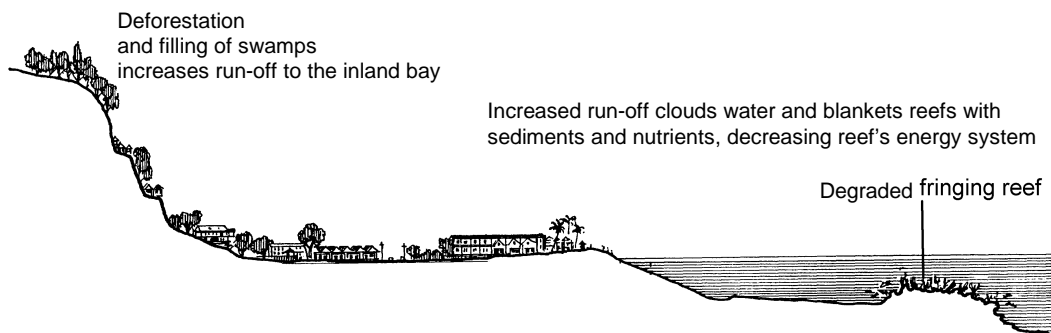 Deforestation
and filling of swamps
increases run-off to the inland bay
Increased run-off clouds water and blankets reefs with
sediments and nutrients, decreasing reef's energy system
Degraded fringing reef